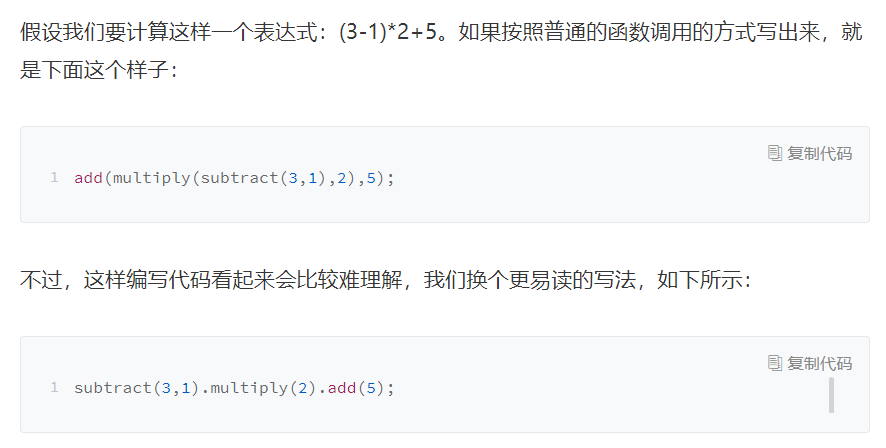 假设我们要计算这样一个表达式：(3-1)*2+5。如果按照普通的函数调用的方式写出来，就
是下面这个样子：
复制代码
1 add(multiply(subtract(3,1),2),5);
不过，这样编写代码看起来会比较难理解，我们换个更易读的写法，如下所示：
复制代码
1 subtract(3,1).multiply(2).add(5);